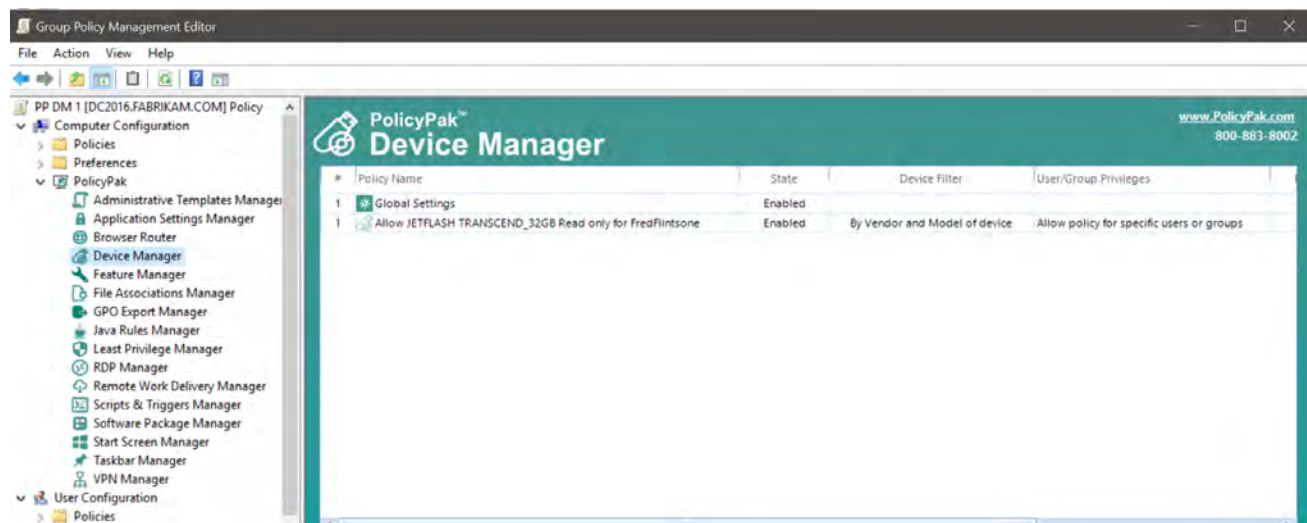 Group Policy Management Editor
File Action View Help
PP DM 1 [DC2016.FABRIKAM.COM] Policy
Computer Configuration
Policies
Preferences
PolicyPak
Administrative Templates Manager
Application Settings Manager
Browser Router
Device Manager
Feature Manager
File Associations Manager
GPO Export Manager
Java Rules Manager
Least Privilege Manager
RDP Manager
Remote Work Delivery Manager
Scripts & Triggers Manager
Software Package Manager
Start Screen Manager
Taskbar Manager
VPN Manager
User Configuration
Policies
PolicyPak™
Device Manager
www.PolicyPak.com
800-883-8002
# Policy Name State Device Filter User/Group Privileges
1 Global Settings Enabled
1 Allow JETFLASH TRANSCEND_32GB Read only for FredFlintsone Enabled By Vendor and Model of device Allow policy for specific users or groups